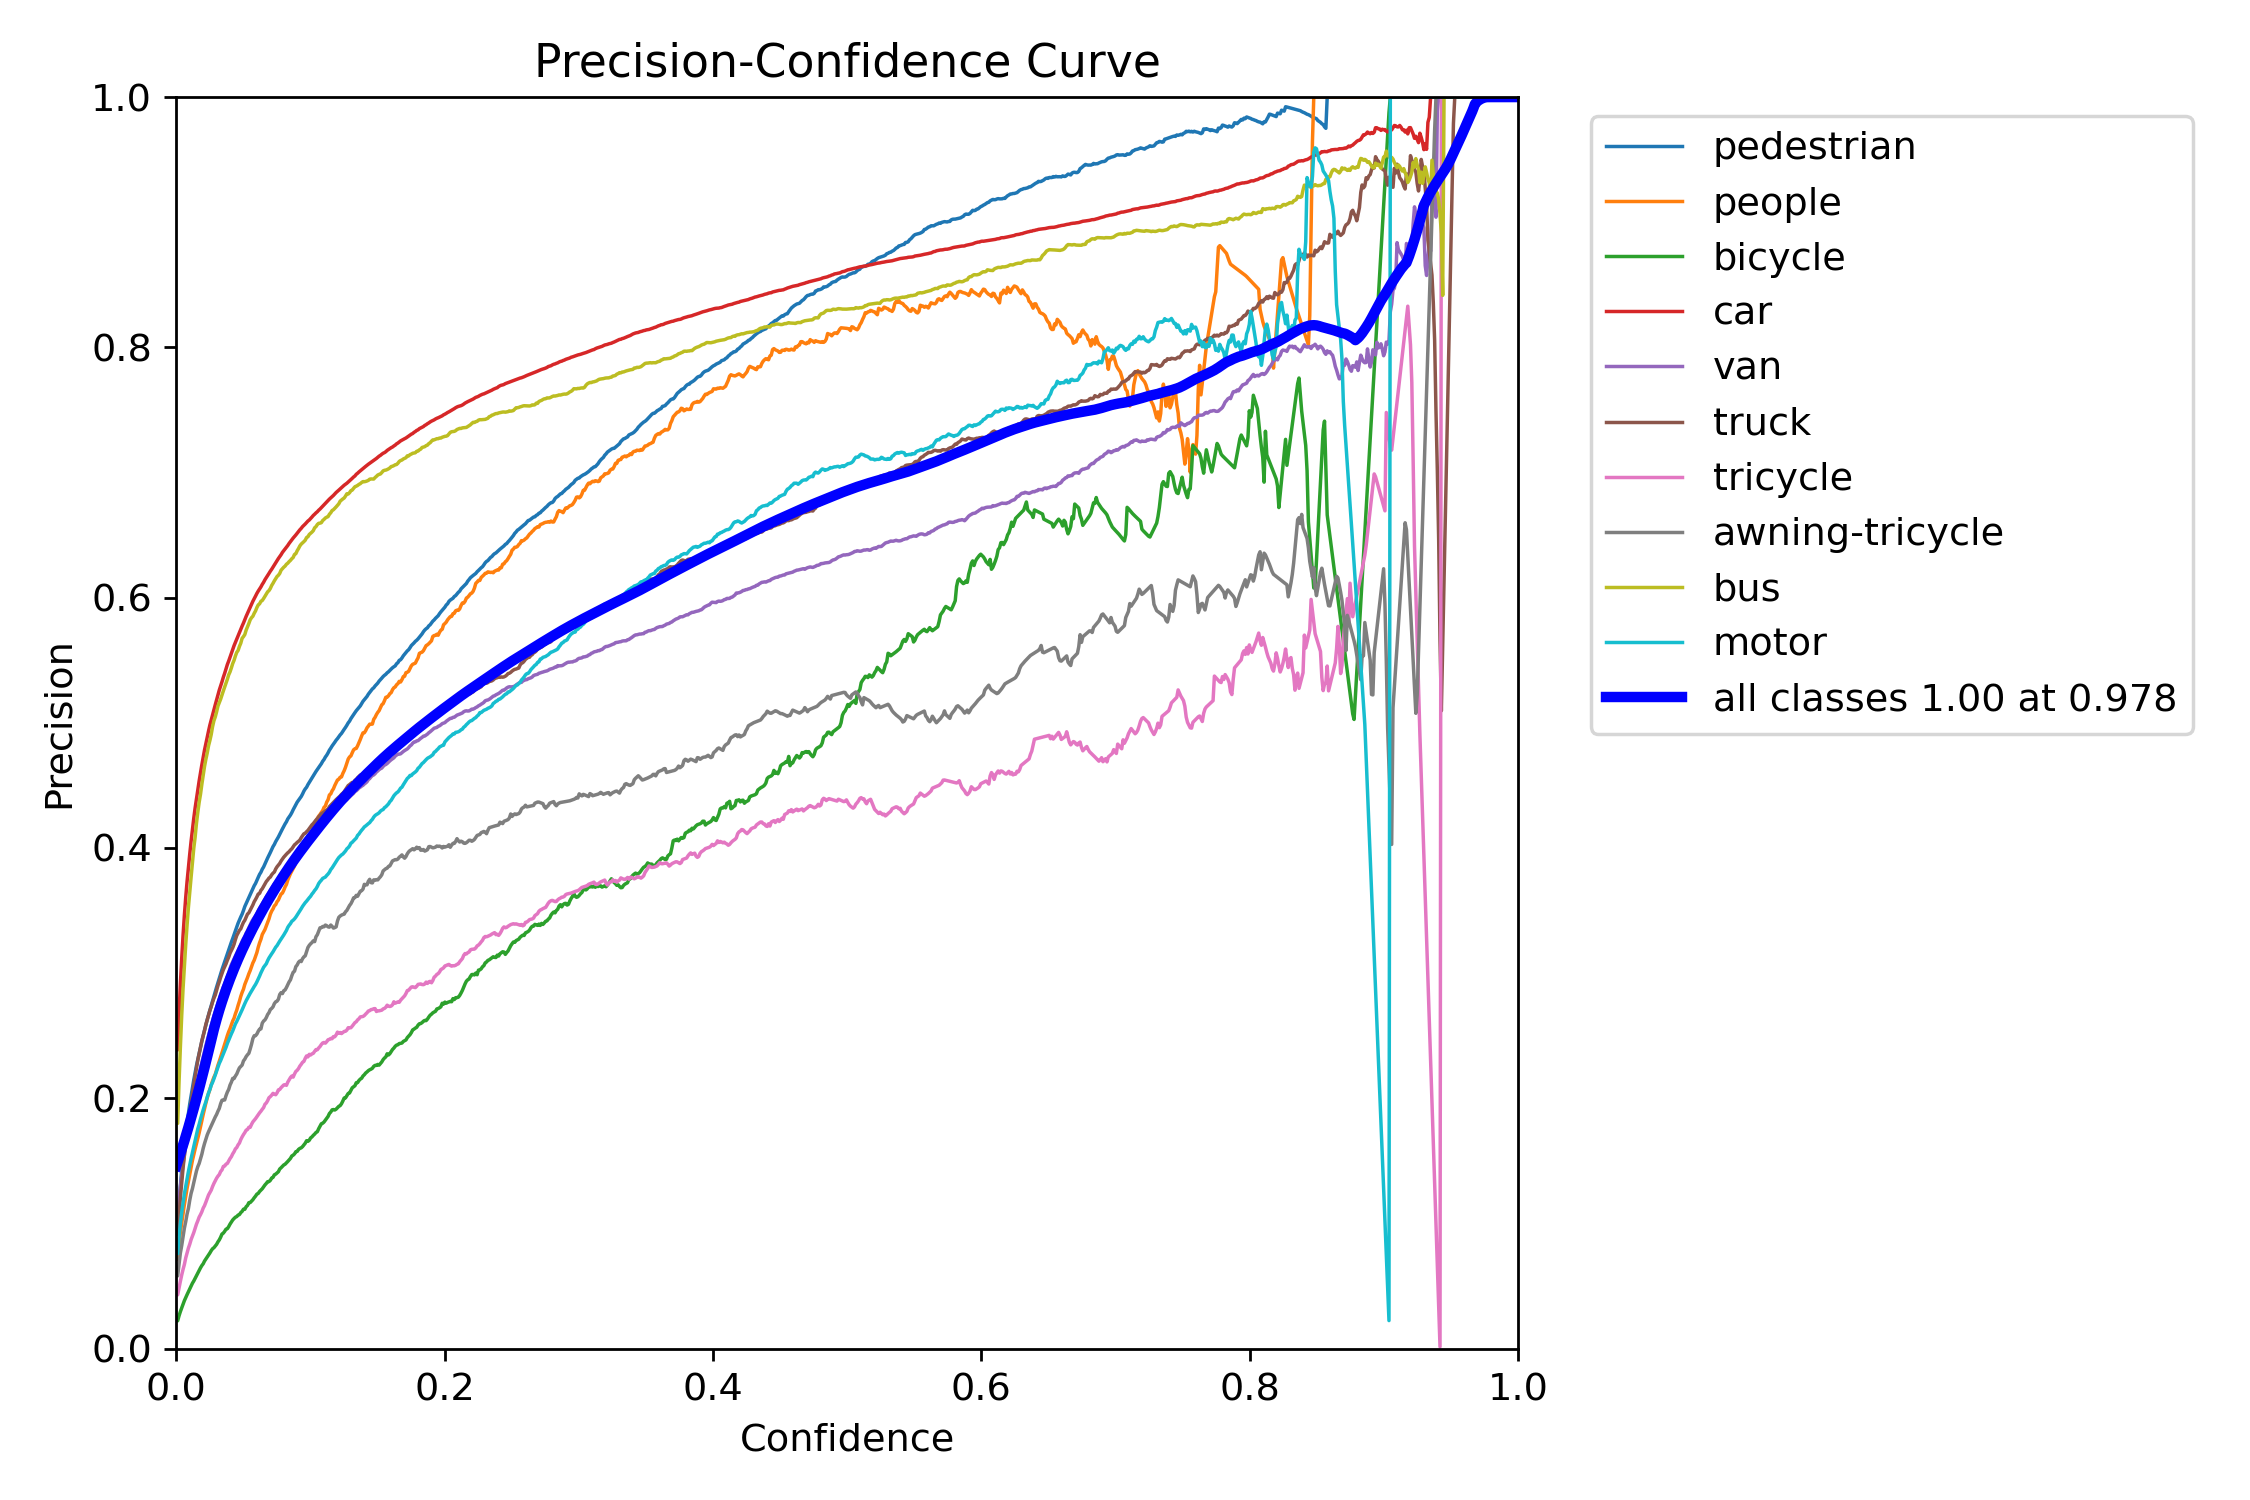 Precision-Confidence Curve
1.0
0.8
0.6
0.4
0.2
0.0
Precision
0.0 0.2 0.4 0.6 0.8 1.0
Confidence
pedestrian
people
bicycle
car
van
truck
tricycle
awning-tricycle
bus
motor
all classes 1.00 at 0.978